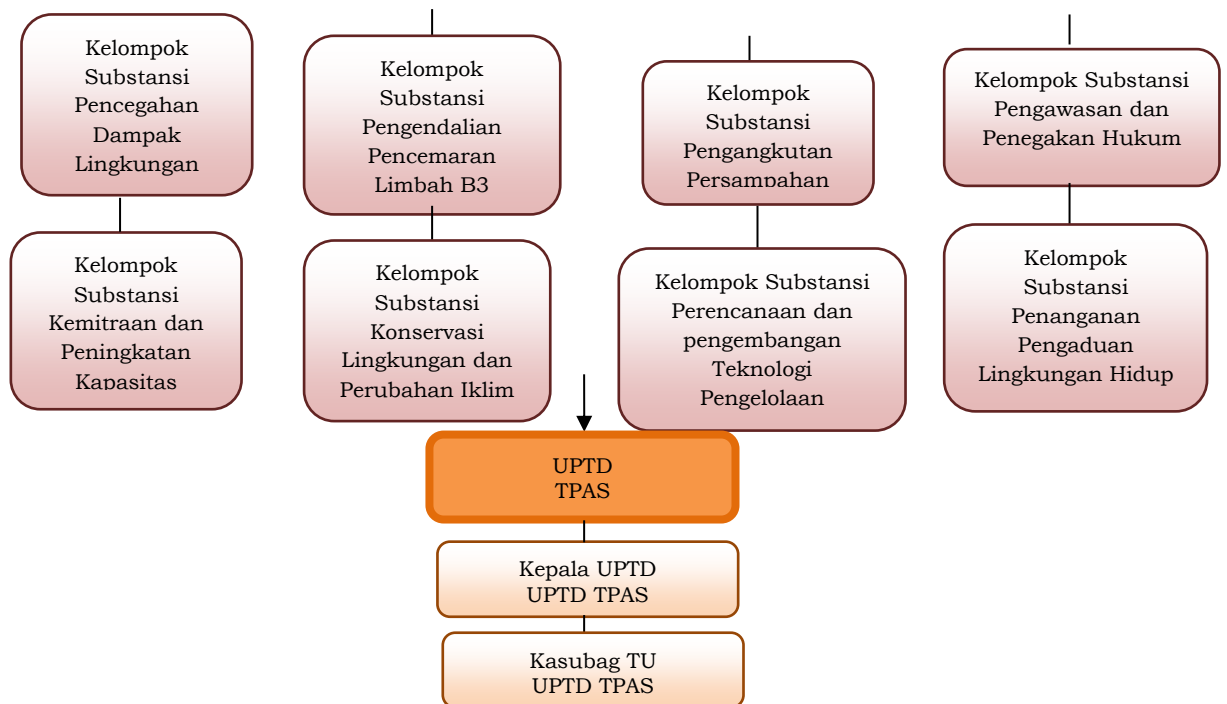 Kelompok
Substansi
Pencegahan
Dampak
Lingkungan
Kelompok
Substansi
Pengendalian
Pencemaran
Limbah B3
Kelompok
Substansi
Pengangkutan
Persampahan
Kelompok Substansi
Pengawasan dan
Penegakan Hukum
Kelompok
Substansi
Kemitraan dan
Peningkatan
Kapasitas
Kelompok
Substansi
Konservasi
Lingkungan dan
Perubahan Iklim
Kelompok Substansi
Perencanaan dan
pengembangan
Teknologi
Pengelolaan
Kelompok
Substansi
Penanganan
Pengaduan
Lingkungan Hidup
UPTD
TPAS
Kepala UPTD
UPTD TPAS
Kasubag TU
UPTD TPAS